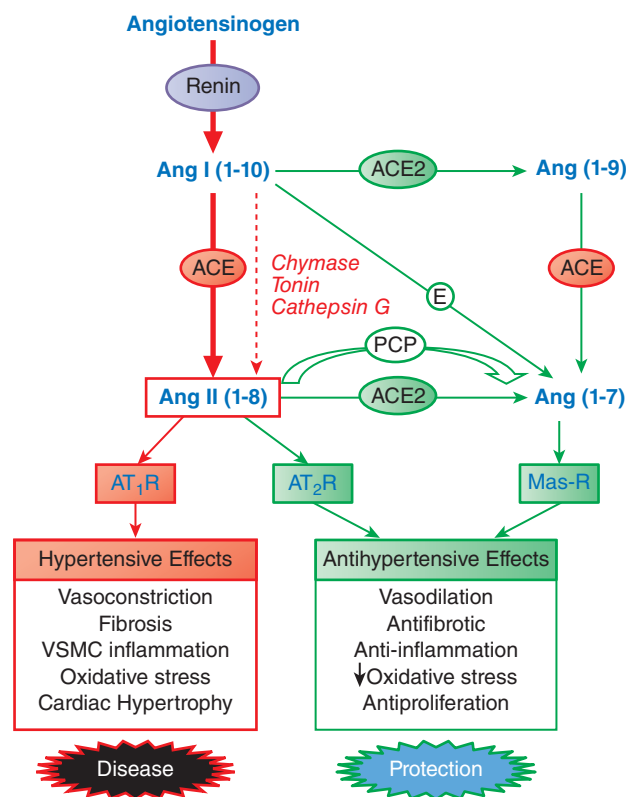 Angiotensinogen
Renin
Ang I (1-10)
ACE2
Ang (1-9)
ACE
Chymase
Tonin
Cathepsin G
ACE
E
PCP
Ang II (1-8)
ACE2
Ang (1-7)
AT₁R
AT₂R
Mas-R
Hypertensive Effects
Vasoconstriction
Fibrosis
VSMC inflammation
Oxidative stress
Cardiac Hypertrophy
Antihypertensive Effects
Vasodilation
Antifibrotic
Anti-inflammation
↓Oxidative stress
Antiproliferation
Disease
Protection